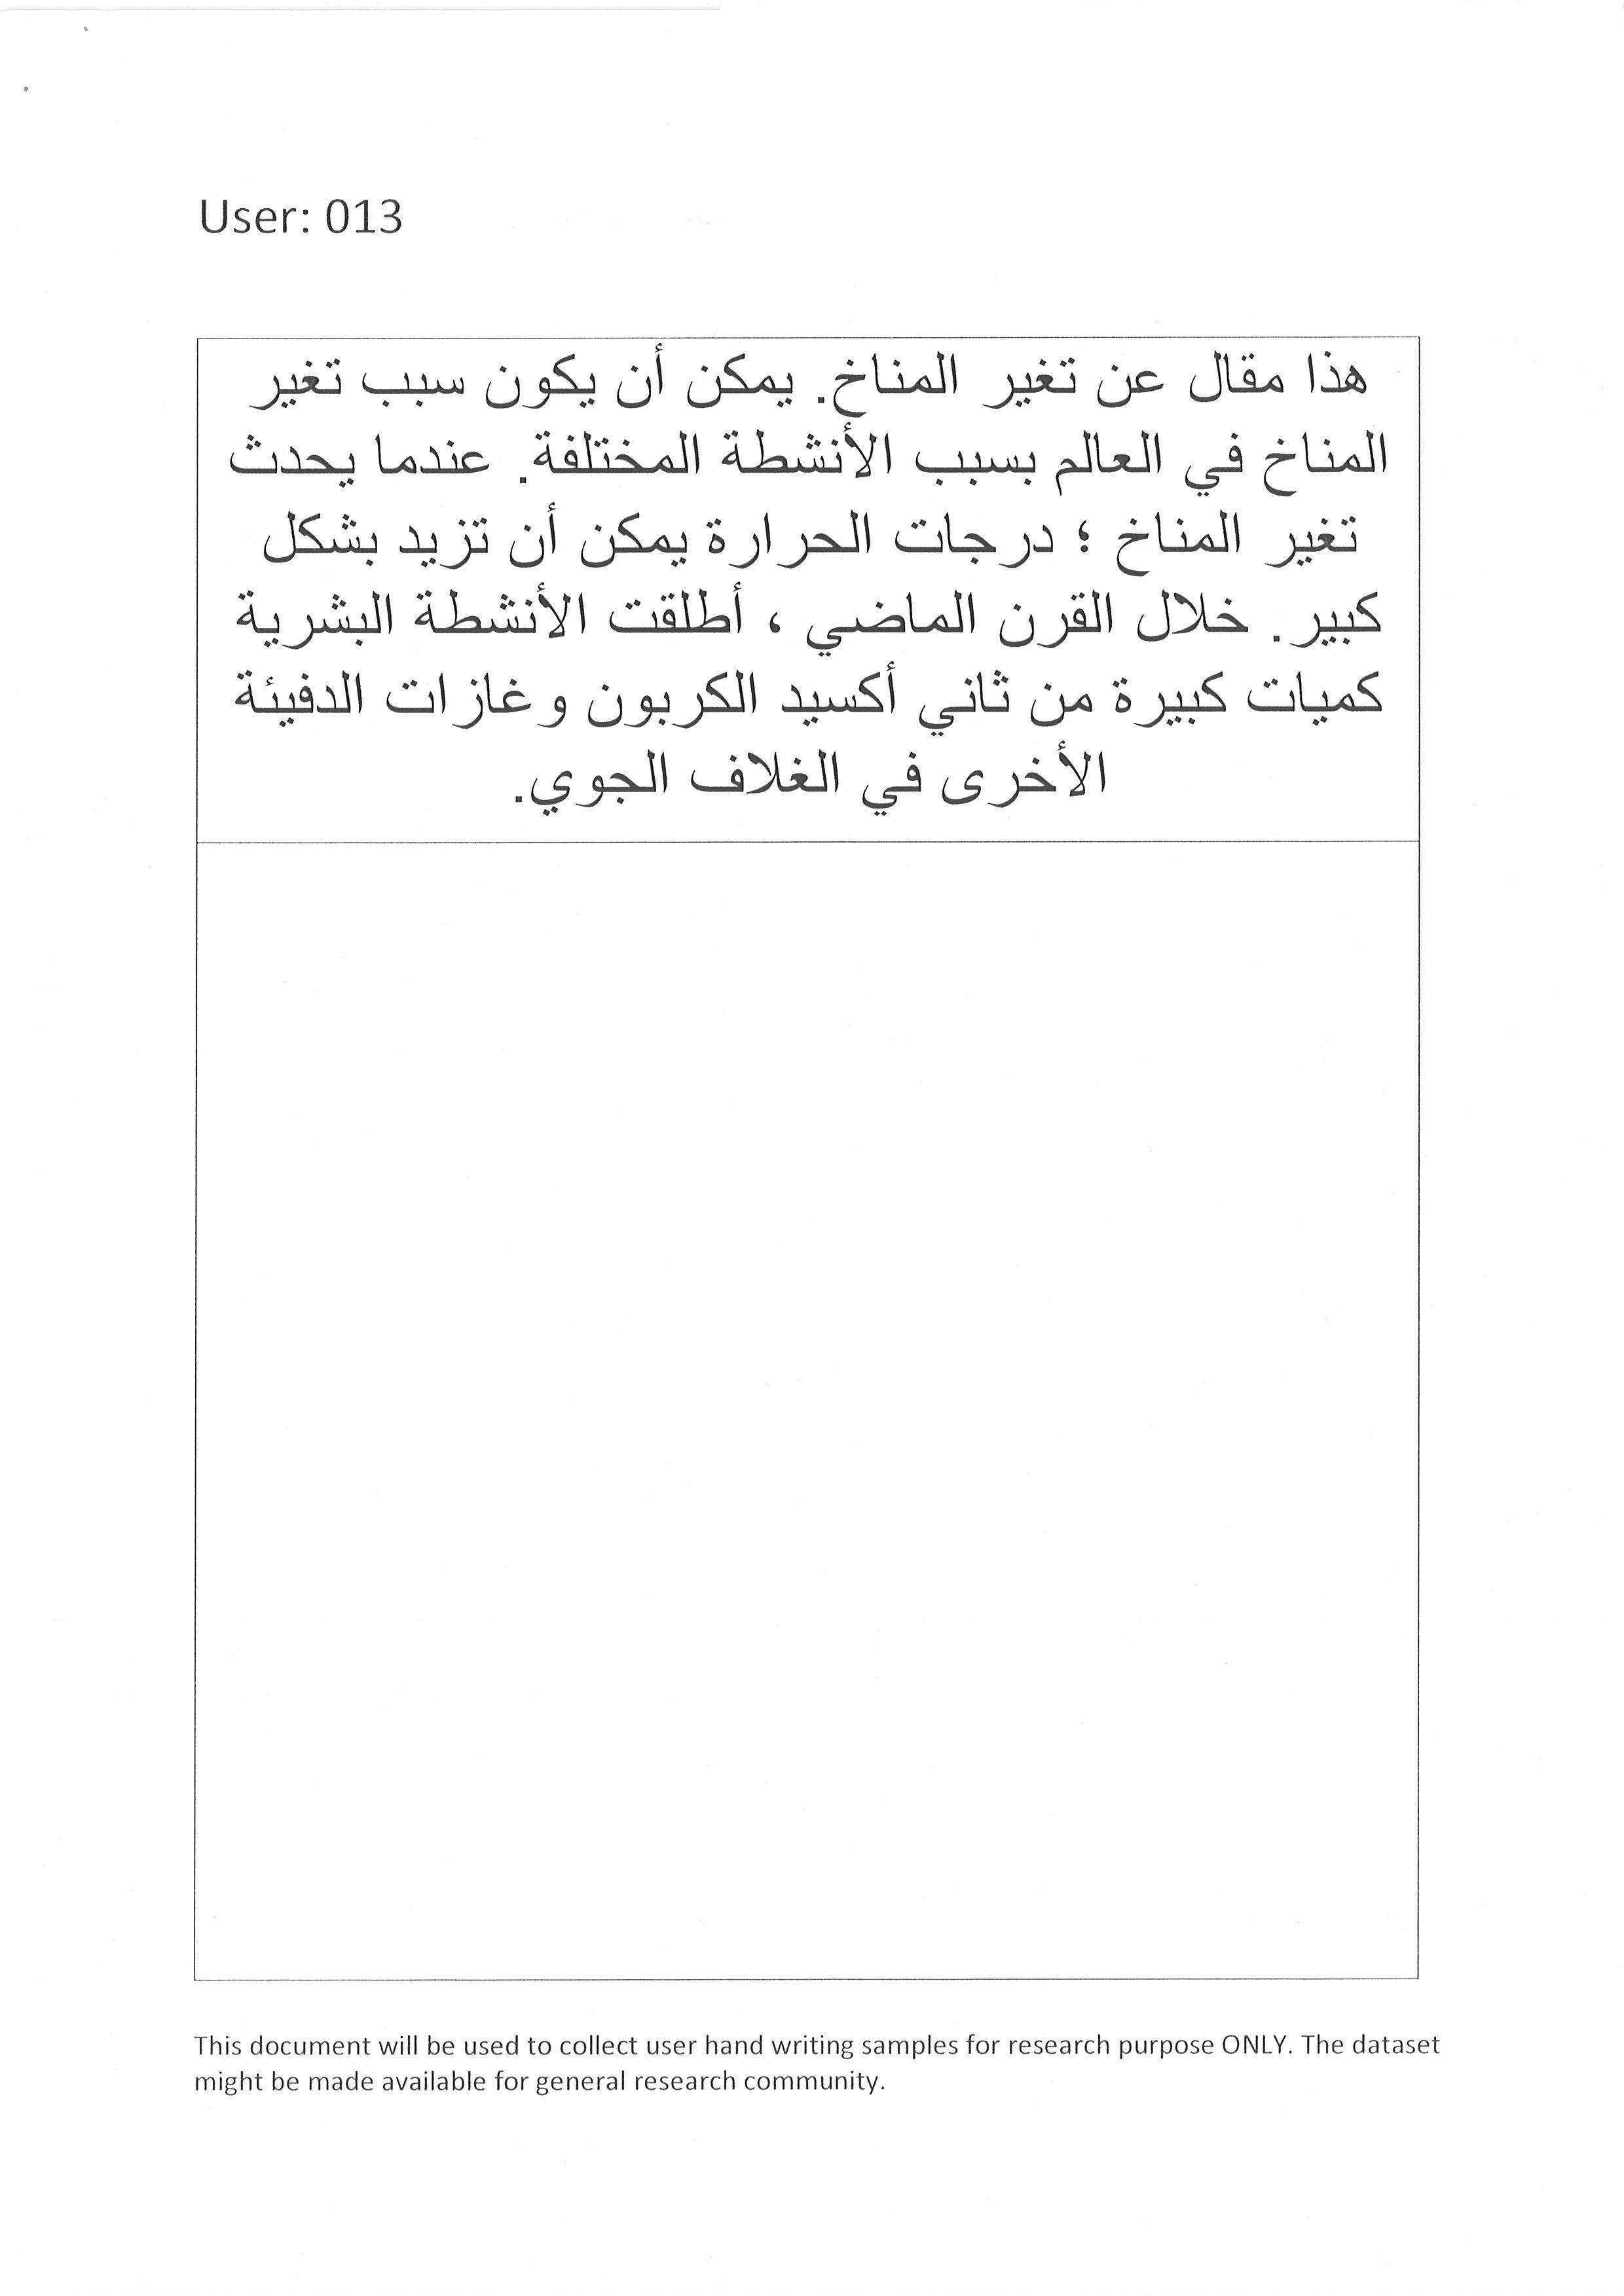 User: 013
هذا مقال عن تغير المناخ. يمكن أن يكون سبب تغير
المناخ في العالم بسبب الأنشطة المختلفة. عندما يحدث
تغير المناخ ؛ درجات الحرارة يمكن أن تزيد بشكل
كبير. خلال القرن الماضي ، أطلقت الأنشطة البشرية
كميات كبيرة من ثاني أكسيد الكربون و غازات الدفيئة
الأخرى في الغلاف الجوي.
This document will be used to collect user hand writing samples for research purpose ONLY. The dataset
might be made available for general research community.